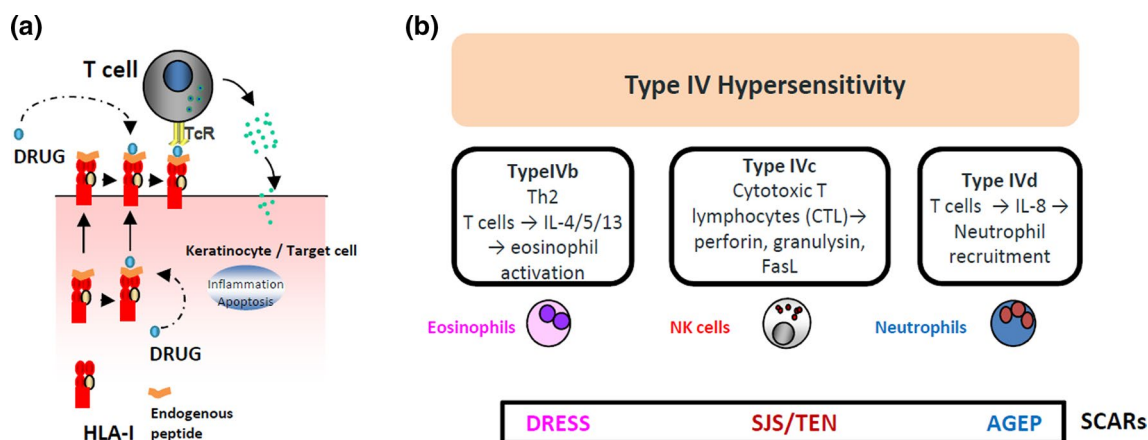 (a)
T cell
TcR
DRUG
Keratinocyte / Target cell
Inflammation
Apoptosis
DRUG
HLA-I
Endogenous
peptide
(b)
Type IV Hypersensitivity
TypeIVb
Th2
T cells → IL-4/5/13
→ eosinophil
activation
Type IVc
Cytotoxic T
lymphocytes (CTL)→
perforin, granulysin,
FasL
Type IVd
T cells → IL-8 →
Neutrophil
recruitment
Eosinophils
NK cells
Neutrophils
DRESS
SJS/TEN
AGEP
SCARs